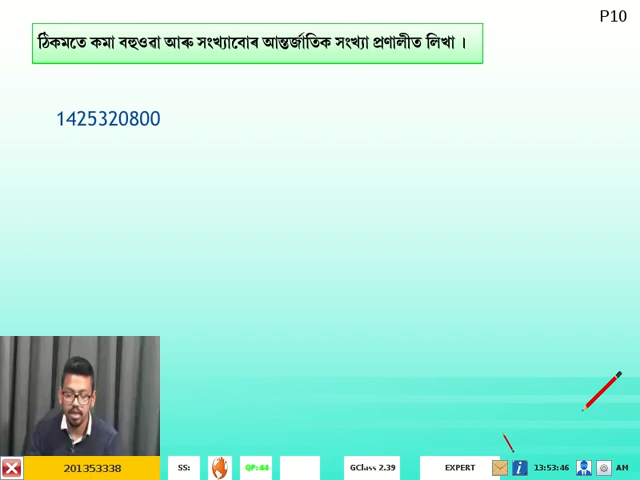 P10
ঠিকমতে কমা বহুওৱা আৰু সংখ্যাবোৰ আন্তৰ্জাতিক সংখ্যা প্ৰণালীত লিখা ।
1425320800
201353338 SS: QF:44 GClass 2.39 EXPERT 13:53:46 AM